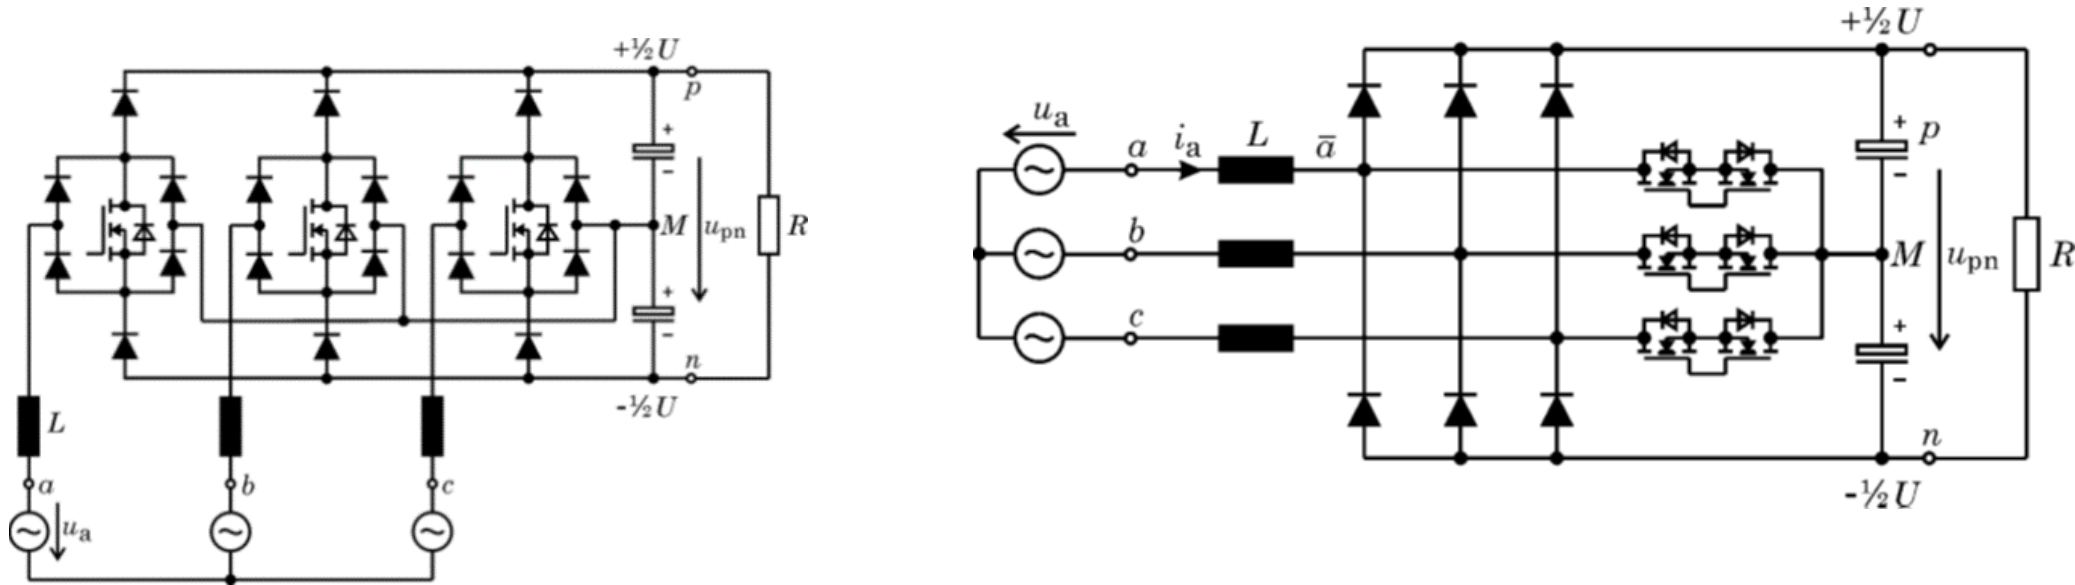 +½U
p
+
−
M
u_pn
R
+
−
n
-½U
L
a
b
c
u_a
+½U
u_a
a
i_a
L
ā
+
p
−
b
M
u_pn
R
c
+
−
n
-½U